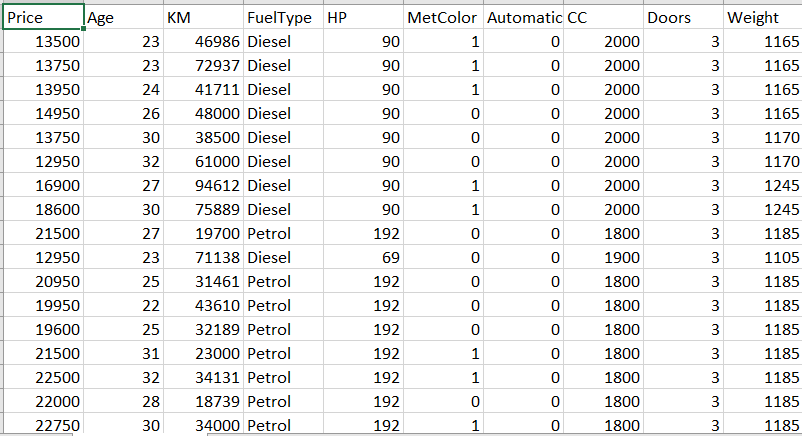 Price Age KM FuelType HP MetColor Automatic CC Doors Weight
13500 23 46986 Diesel 90 1 0 2000 3 1165
13750 23 72937 Diesel 90 1 0 2000 3 1165
13950 24 41711 Diesel 90 1 0 2000 3 1165
14950 26 48000 Diesel 90 0 0 2000 3 1165
13750 30 38500 Diesel 90 0 0 2000 3 1170
12950 32 61000 Diesel 90 0 0 2000 3 1170
16900 27 94612 Diesel 90 1 0 2000 3 1245
18600 30 75889 Diesel 90 1 0 2000 3 1245
21500 27 19700 Petrol 192 0 0 1800 3 1185
12950 23 71138 Diesel 69 0 0 1900 3 1105
20950 25 31461 Petrol 192 0 0 1800 3 1185
19950 22 43610 Petrol 192 0 0 1800 3 1185
19600 25 32189 Petrol 192 0 0 1800 3 1185
21500 31 23000 Petrol 192 1 0 1800 3 1185
22500 32 34131 Petrol 192 1 0 1800 3 1185
22000 28 18739 Petrol 192 0 0 1800 3 1185
22750 30 34000 Petrol 192 1 0 1800 3 1185